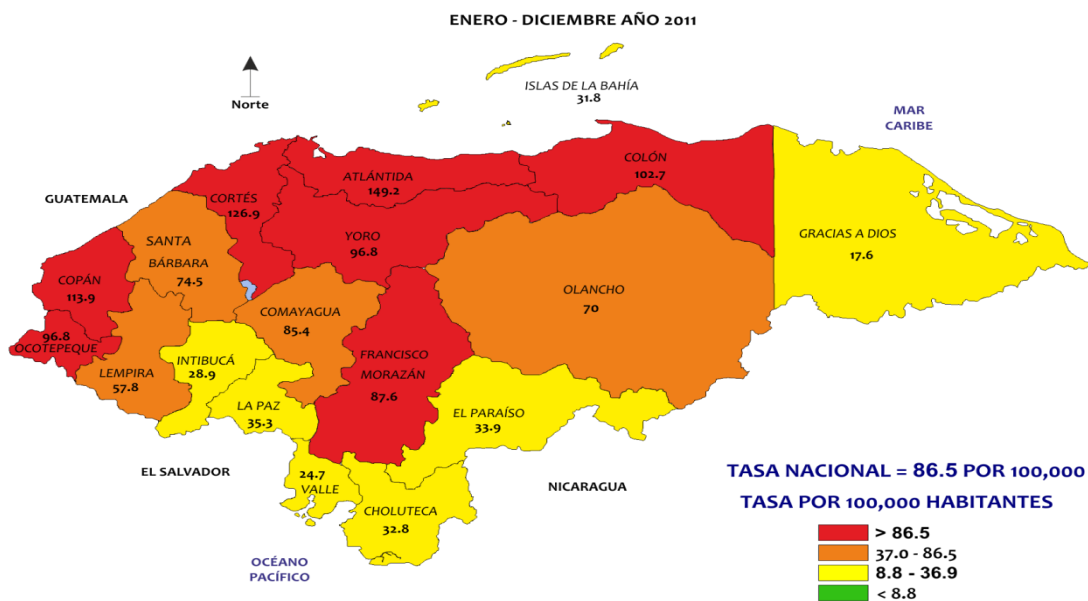 ENERO - DICIEMBRE AÑO 2011
ISLAS DE LA BAHÍA
31.8
Norte
MAR
CARIBE
GUATEMALA
CORTÉS
126.9
ATLÁNTIDA
149.2
COLÓN
102.7
SANTA
BÁRBARA
74.5
YORO
96.8
GRACIAS A DIOS
17.6
COPÁN
113.9
COMAYAGUA
85.4
OLANCHO
70
96.8
OCOTEPEQUE
LEMPIRA
57.8
INTIBUCÁ
28.9
FRANCISCO
MORAZÁN
87.6
LA PAZ
35.3
EL PARAÍSO
33.9
EL SALVADOR
24.7
VALLE
NICARAGUA
CHOLUTECA
32.8
OCÉANO
PACÍFICO
TASA NACIONAL = 86.5 POR 100,000
TASA POR 100,000 HABITANTES
> 86.5
37.0 - 86.5
8.8 - 36.9
< 8.8